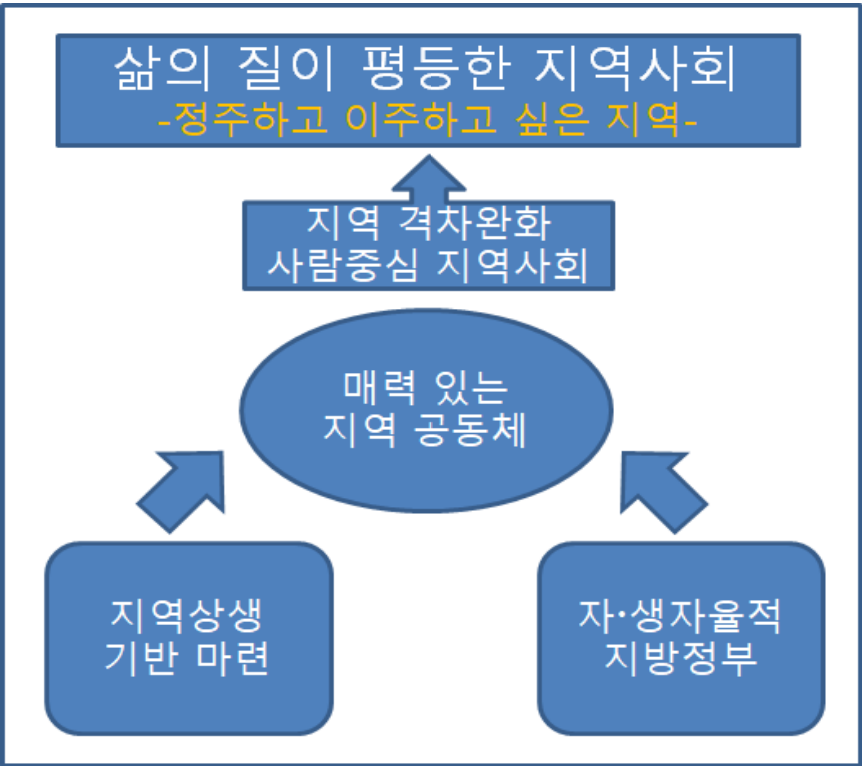 삶의 질이 평등한 지역사회
-정주하고 이주하고 싶은 지역-
지역 격차완화
사람중심 지역사회
매력 있는
지역 공동체
지역상생
기반 마련
자·생자율적
지방정부